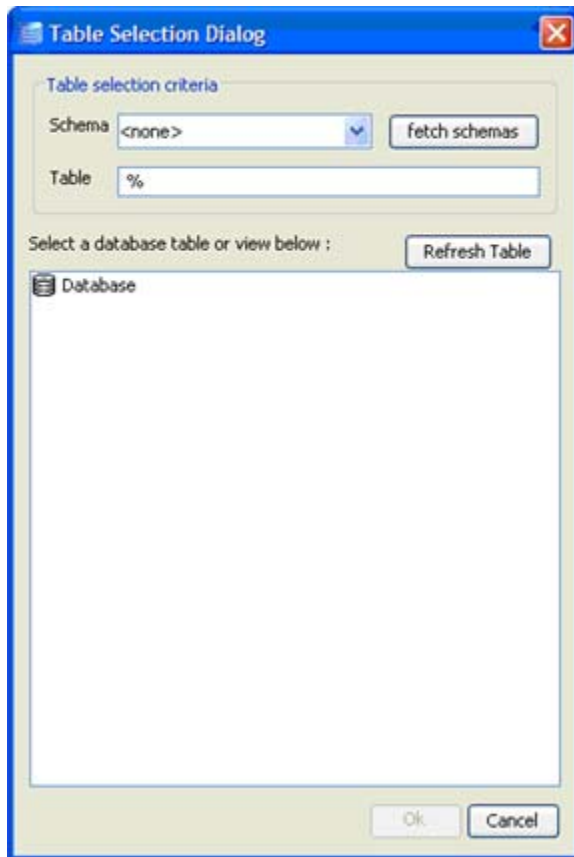 Table Selection Dialog
Table selection criteria
Schema <none> fetch schemas
Table %
Select a database table or view below : Refresh Table
Database
Ok Cancel